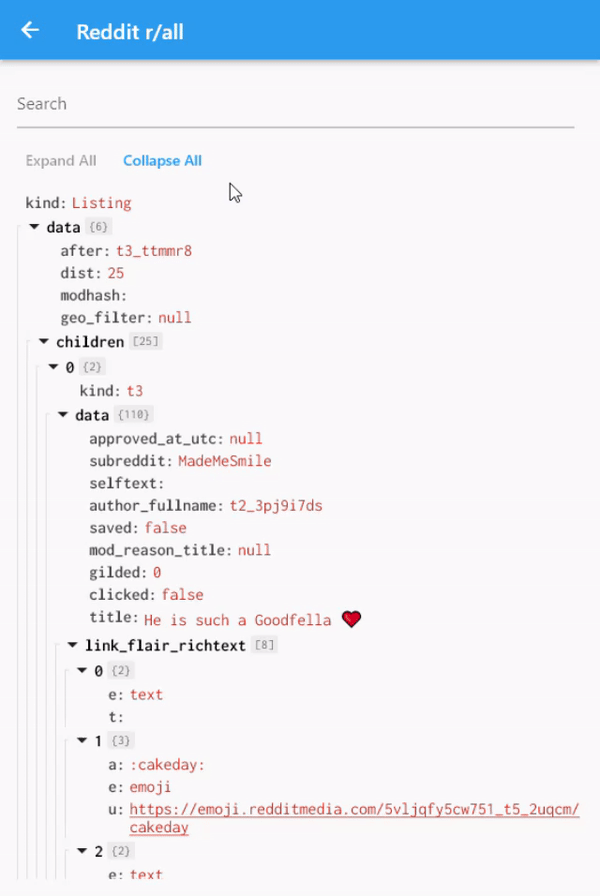 Reddit r/all
Search
Expand All Collapse All
kind: Listing
data {6}
after: t3_ttmmr8
dist: 25
modhash:
geo_filter: null
children [25]
0 {2}
kind: t3
data {110}
approved_at_utc: null
subreddit: MadeMeSmile
selftext:
author_fullname: t2_3pj9i7ds
saved: false
mod_reason_title: null
gilded: 0
clicked: false
title: He is such a Goodfella ❤️
link_flair_richtext [8]
0 {2}
e: text
t:
1 {3}
a: :cakeday:
e: emoji
u: https://emoji.redditmedia.com/5vljqfy5cw751_t5_2uqcm/
cakeday
2 {2}
e: text